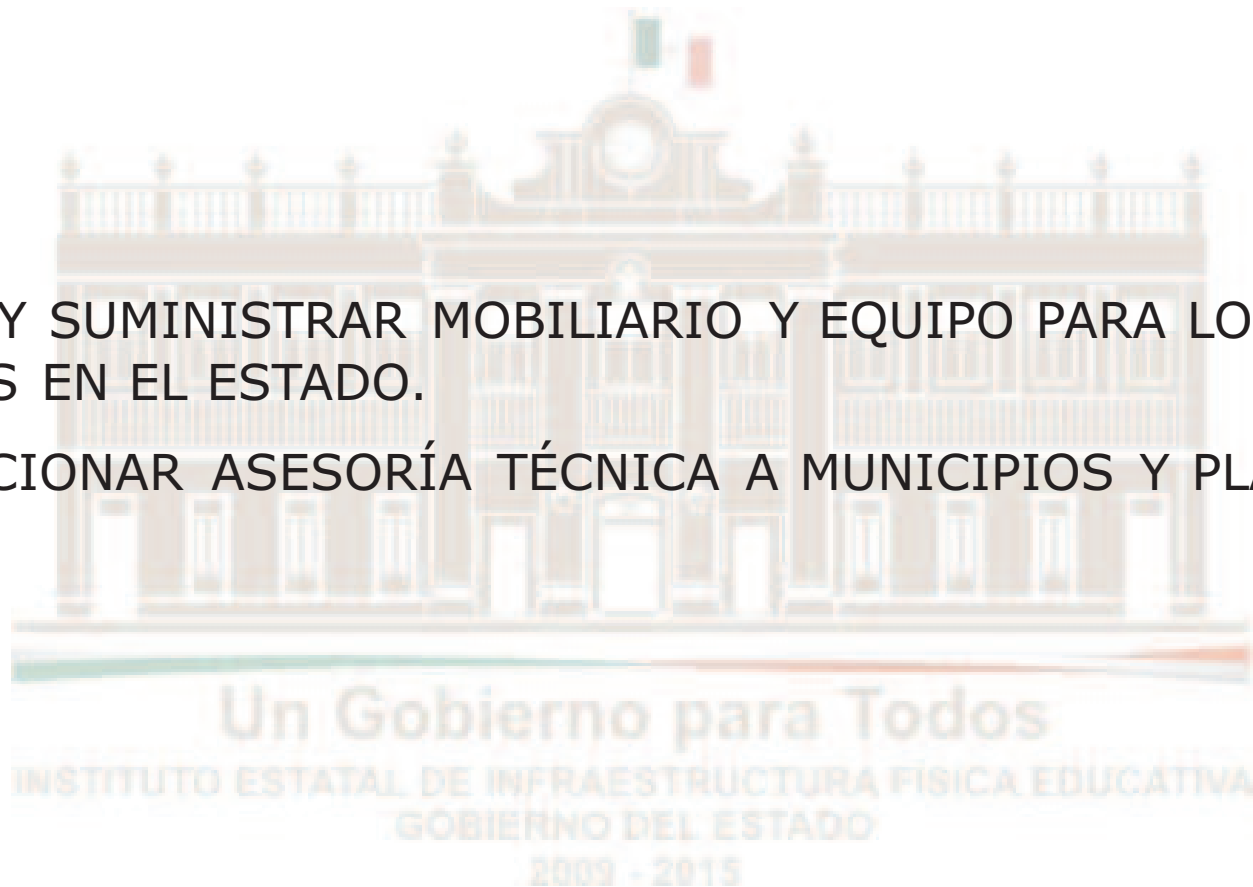 Y SUMINISTRAR MOBILIARIO Y EQUIPO PARA LO
S EN EL ESTADO.
CIONAR ASESORÍA TÉCNICA A MUNICIPIOS Y PLA
Un Gobierno para Todos
INSTITUTO ESTATAL DE INFRAESTRUCTURA FISICA EDUCATIVA
GOBIERNO DEL ESTADO
2009 - 2015